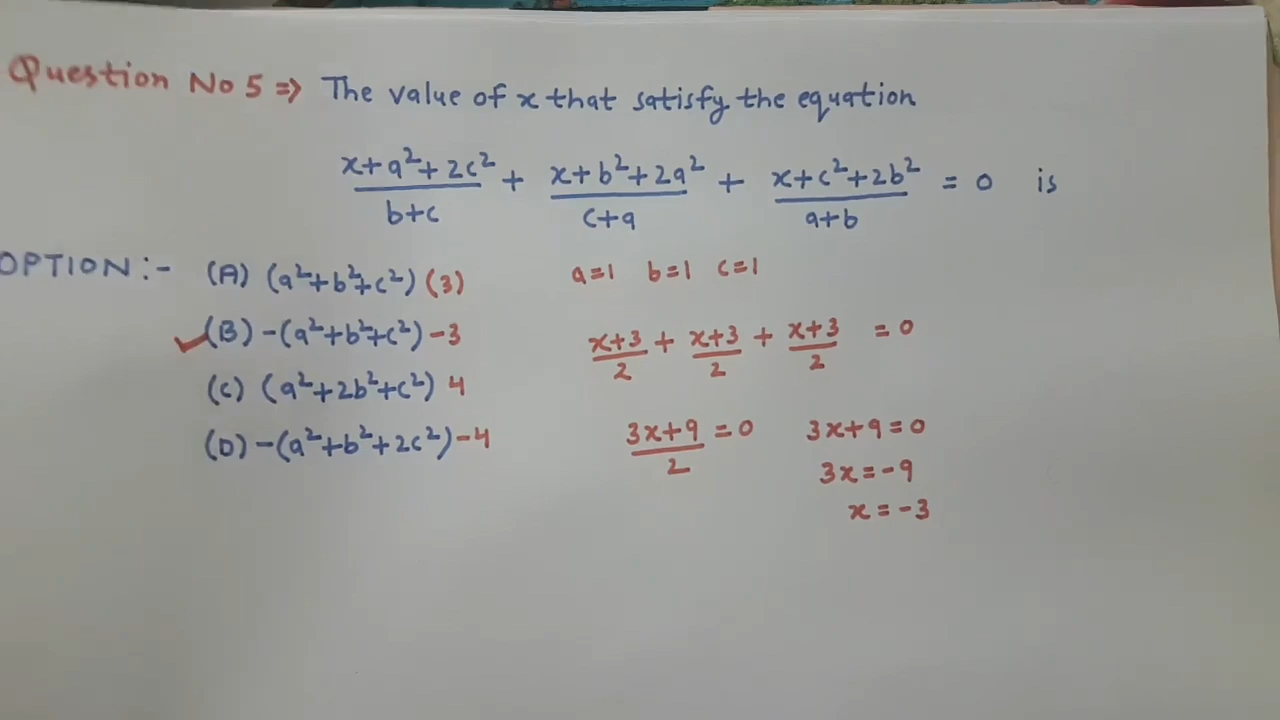 Question No 5 => The value of x that satisfy the equation
(x+a²+2c²)/(b+c) + (x+b²+2a²)/(c+a) + (x+c²+2b²)/(a+b) = 0 is
OPTION:- (A) (a²+b²+c²) (3) a=1 b=1 c=1
(B) -(a²+b²+c²) -3 (x+3)/2 + (x+3)/2 + (x+3)/2 = 0
(C) (a²+2b²+c²) 4
(D) -(a²+b²+2c²) -4 (3x+9)/2 = 0 3x+9=0
3x=-9
x=-3